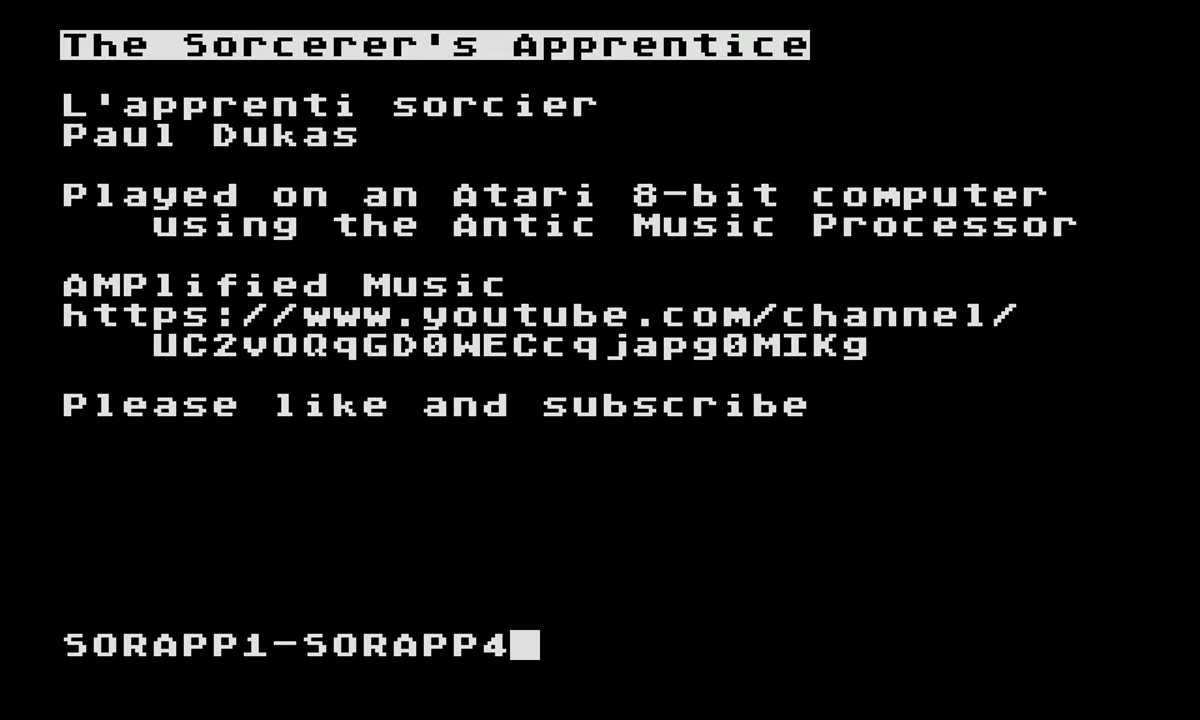 The Sorcerer's Apprentice
L'apprenti sorcier
Paul Dukas
Played on an Atari 8-bit computer
using the Antic Music Processor
AMPlified Music
https://www.youtube.com/channel/
UC2vOQqGD0WECcqjapg0MIKg
Please like and subscribe
SORAPP1-SORAPP4